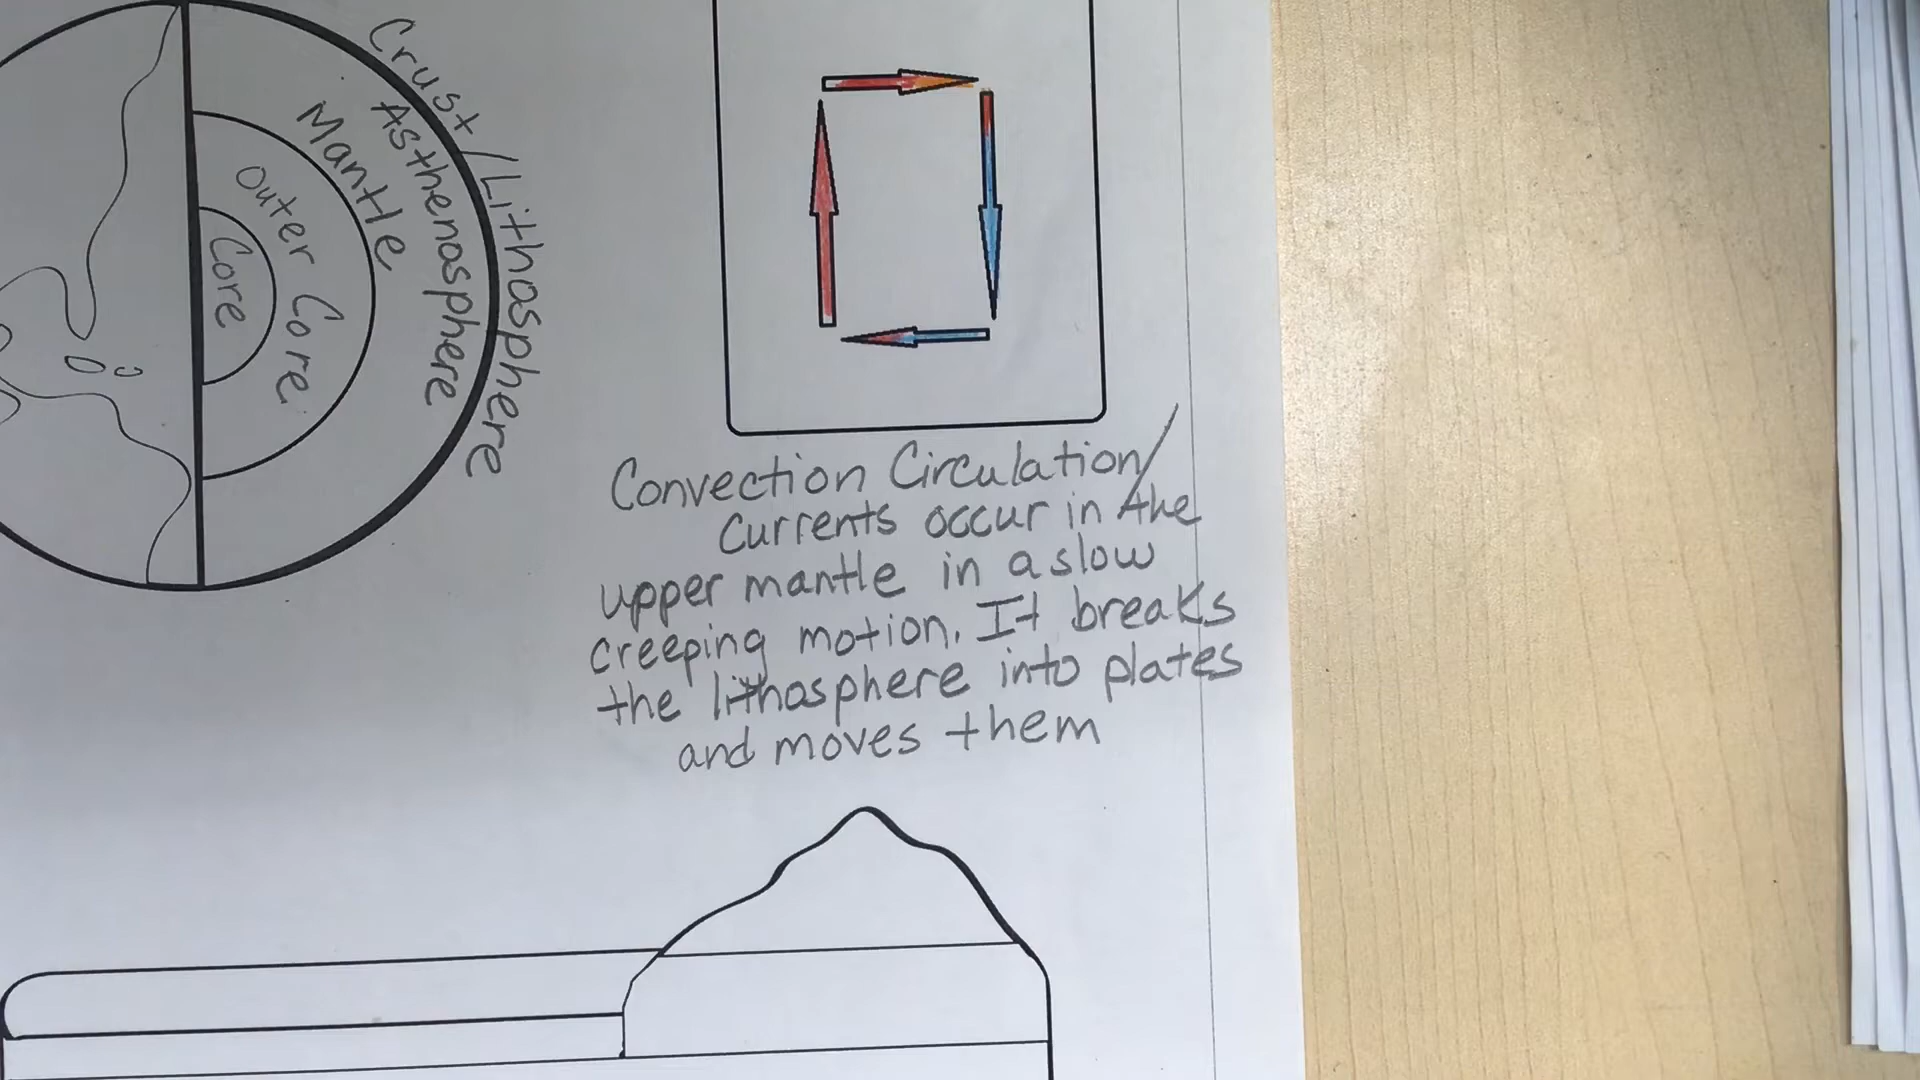 Crust/Lithosphere
Asthenosphere
Mantle
Outer Core
Core
Convection Circulation/
Currents occur in the
upper mantle in a slow
creeping motion. It breaks
the lithosphere into plates
and moves them